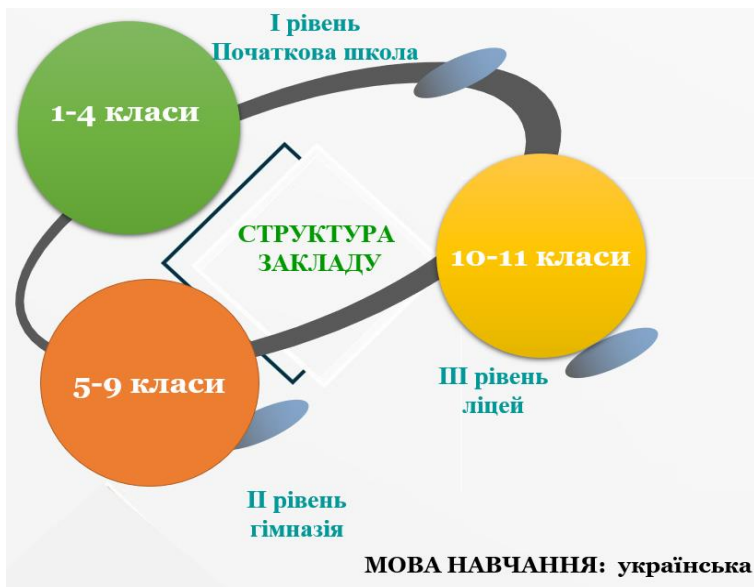 І рівень
Початкова школа
1-4 класи
СТРУКТУРА
ЗАКЛАДУ
10-11 класи
5-9 класи
ІІІ рівень
ліцей
ІІ рівень
гімназія
МОВА НАВЧАННЯ: українська